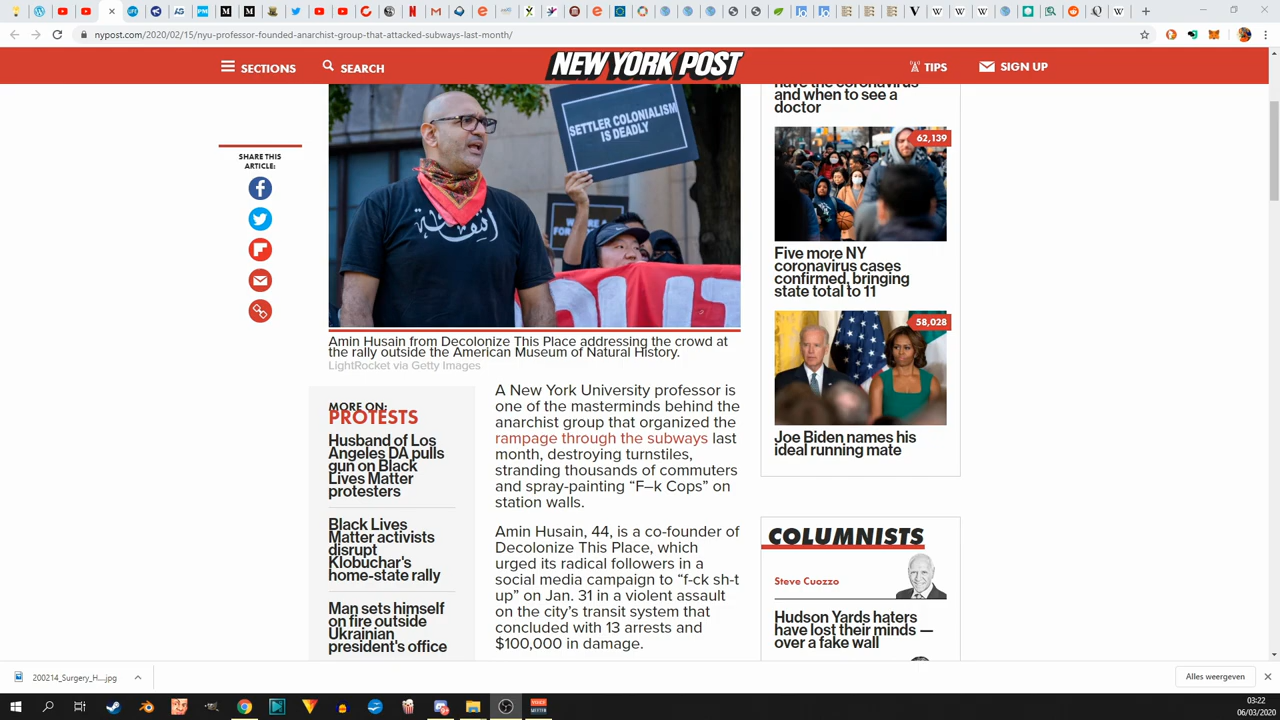 nypost.com/2020/02/15/nyu-professor-founded-anarchist-group-that-attacked-subways-last-month/
SECTIONS
SEARCH
NEW YORK POST
TIPS
SIGN UP
SHARE THIS
ARTICLE:
SETTLER COLONIALISM
IS DEADLY
Amin Husain from Decolonize This Place addressing the crowd at
the rally outside the American Museum of Natural History.
LightRocket via Getty Images
MORE ON:
PROTESTS
Husband of Los
Angeles DA pulls
gun on Black
Lives Matter
protesters
Black Lives
Matter activists
disrupt
Klobuchar's
home-state rally
Man sets himself
on fire outside
Ukrainian
president's office
A New York University professor is
one of the masterminds behind the
anarchist group that organized the
rampage through the subways last
month, destroying turnstiles,
stranding thousands of commuters
and spray-painting “F–k Cops” on
station walls.
Amin Husain, 44, is a co-founder of
Decolonize This Place, which
urged its radical followers in a
social media campaign to “f-ck sh-t
up” on Jan. 31 in a violent assault
on the city’s transit system that
concluded with 13 arrests and
$100,000 in damage.
and when to see a
doctor
62,139
Five more NY
coronavirus cases
confirmed, bringing
state total to 11
58,028
Joe Biden names his
ideal running mate
COLUMNISTS
Steve Cuozzo
Hudson Yards haters
have lost their minds —
over a fake wall
200214_Surgery_H....jpg
Alles weergeven
03:22
06/03/2020